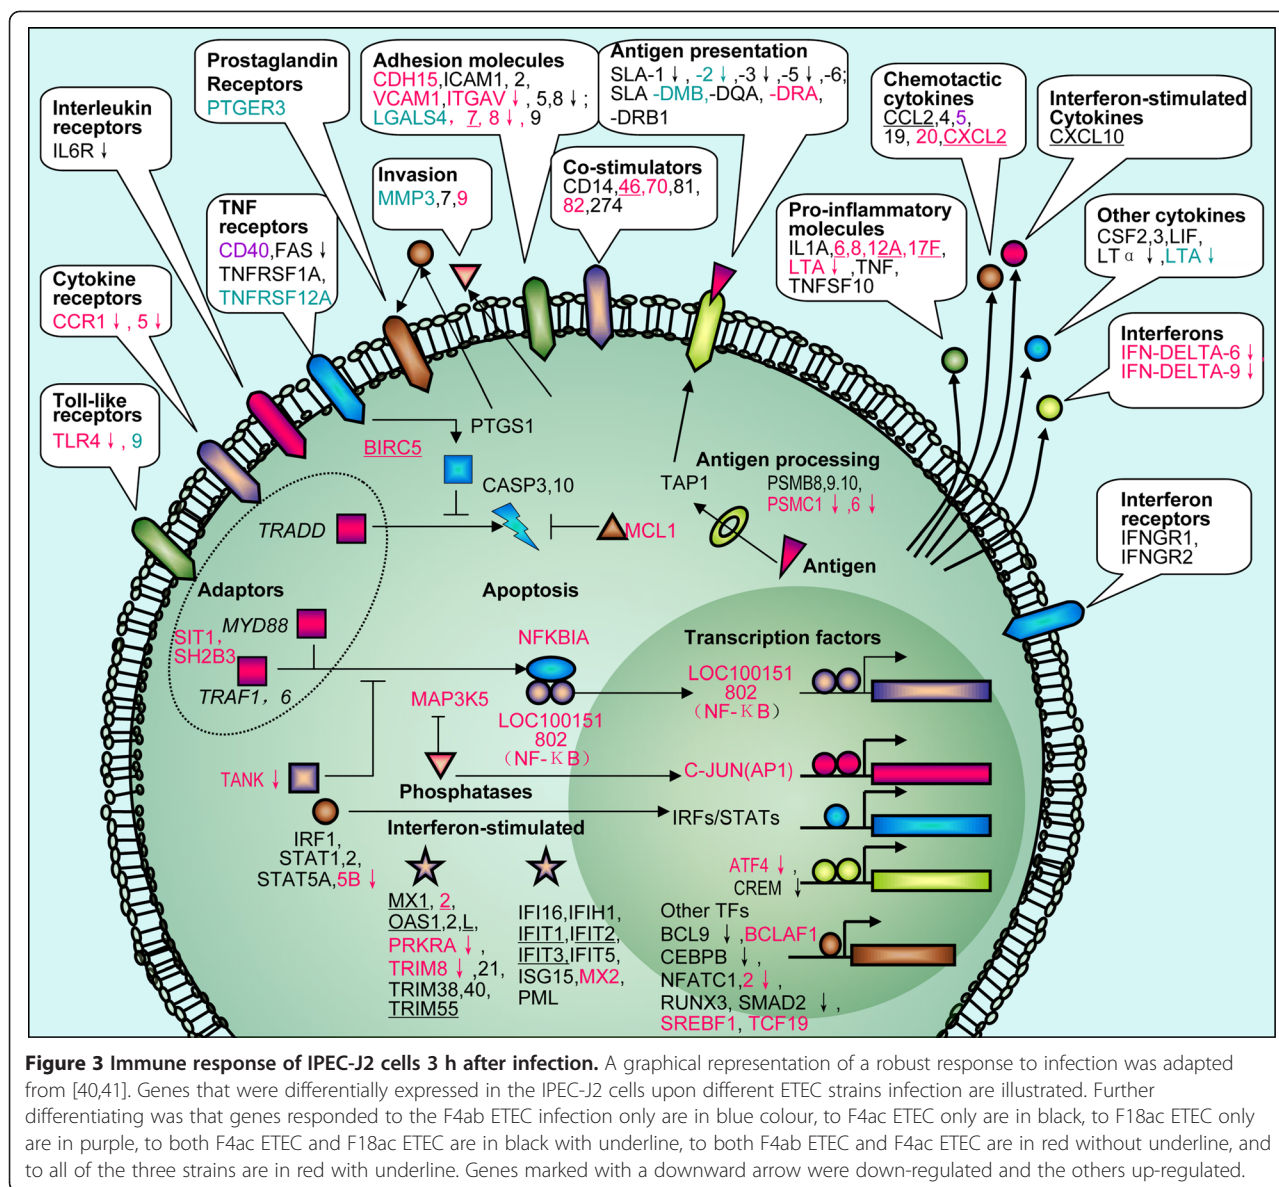 Prostaglandin
Receptors
PTGER3
Adhesion molecules
CDH15,ICAM1, 2,
VCAM1,ITGAV ↓ , 5,8 ↓ ;
LGALS4, 7, 8 ↓ , 9
Antigen presentation
SLA-1 ↓ , -2 ↓ , -3 ↓ , -5 ↓ , -6;
SLA -DMB,-DQA, -DRA,
-DRB1
Chemotactic
cytokines
CCL2,4,5,
19, 20,CXCL2
Interferon-stimulated
Cytokines
CXCL10
Interleukin
receptors
IL6R ↓
Invasion
MMP3,7,9
Co-stimulators
CD14,46,70,81,
82,274
TNF
receptors
CD40,FAS ↓
TNFRSF1A,
TNFRSF12A
Pro-inflammatory
molecules
IL1A,6,8,12A,17F,
LTA ↓ ,TNF,
TNFSF10
Other cytokines
CSF2,3,LIF,
LTα ↓ ,LTA ↓
Cytokine
receptors
CCR1 ↓ , 5 ↓
Interferons
IFN-DELTA-6 ↓ ,
IFN-DELTA-9 ↓
Toll-like
receptors
TLR4 ↓ , 9
PTGS1
BIRC5
CASP3,10
TAP1
Antigen processing
PSMB8,9.10,
PSMC1 ↓ ,6 ↓
Interferon
receptors
IFNGR1,
IFNGR2
TRADD
MCL1
Antigen
Adaptors
Apoptosis
MYD88
SIT1,
SH2B3
TRAF1, 6
NFKBIA
Transcription factors
MAP3K5
LOC100151
802
(NF-ΚB)
LOC100151
802
(NF-ΚB)
TANK ↓
C-JUN(AP1)
Phosphatases
IRFs/STATs
IRF1,
STAT1,2,
STAT5A,5B ↓
Interferon-stimulated
ATF4 ↓ ,
CREM ↓
MX1, 2,
OAS1,2,L,
PRKRA ↓ ,
TRIM8 ↓ ,21,
TRIM38,40,
TRIM55
IFI16,IFIH1,
IFIT1,IFIT2,
IFIT3,IFIT5,
ISG15,MX2,
PML
Other TFs
BCL9 ↓ ,BCLAF1
CEBPB ↓ ,
NFATC1,2 ↓ ,
RUNX3, SMAD2 ↓ ,
SREBF1, TCF19
Figure 3 Immune response of IPEC-J2 cells 3 h after infection. A graphical representation of a robust response to infection was adapted
from [40,41]. Genes that were differentially expressed in the IPEC-J2 cells upon different ETEC strains infection are illustrated. Further
differentiating was that genes responded to the F4ab ETEC infection only are in blue colour, to F4ac ETEC only are in black, to F18ac ETEC only
are in purple, to both F4ac ETEC and F18ac ETEC are in black with underline, to both F4ab ETEC and F4ac ETEC are in red without underline, and
to all of the three strains are in red with underline. Genes marked with a downward arrow were down-regulated and the others up-regulated.